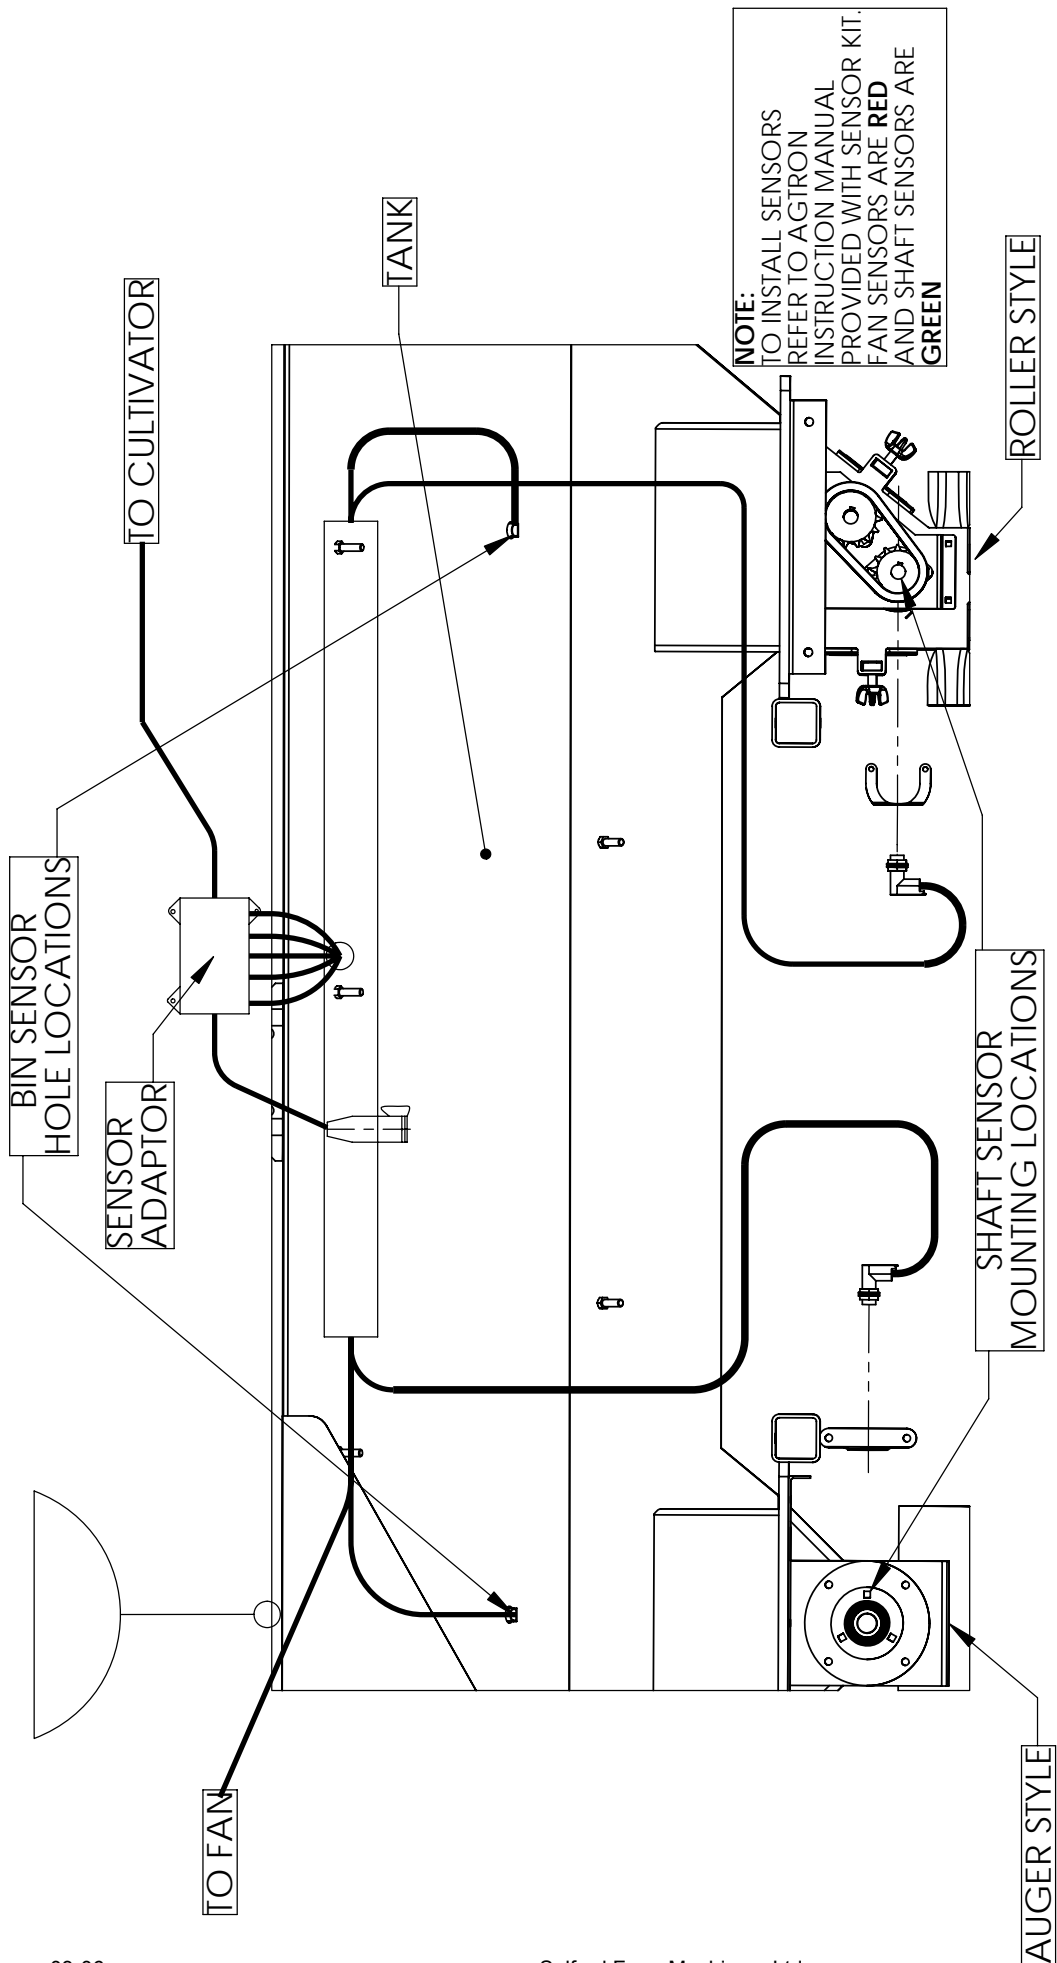 NOTE:
TO INSTALL SENSORS
REFER TO AGTRON
INSTRUCTION MANUAL
PROVIDED WITH SENSOR KIT.
FAN SENSORS ARE RED
AND SHAFT SENSORS ARE
GREEN
TANK
TO CULTIVATOR
ROLLER STYLE
BIN SENSOR
HOLE LOCATIONS
SENSOR
ADAPTOR
SHAFT SENSOR
MOUNTING LOCATIONS
TO FAN
AUGER STYLE